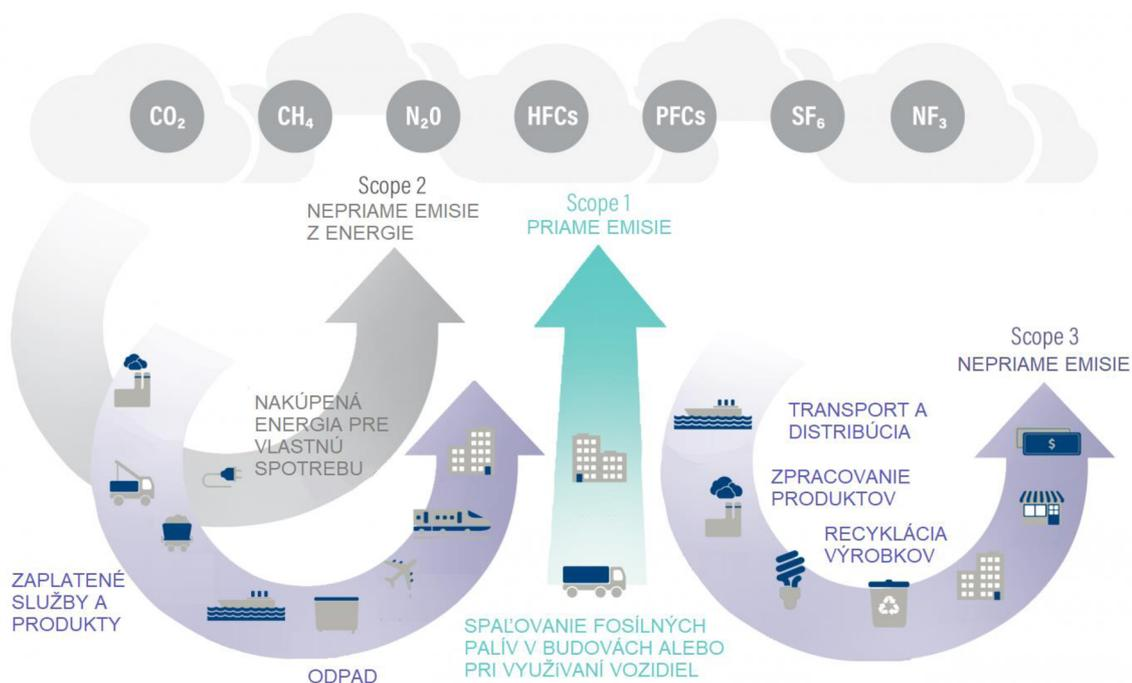 CO₂
CH₄
N₂O
HFCs
PFCs
SF₆
NF₃
Scope 2
NEPRIAME EMISIE
Z ENERGIE
Scope 1
PRIAME EMISIE
Scope 3
NEPRIAME EMISIE
NAKÚPENÁ
ENERGIA PRE
VLASTNÚ
SPOTREBU
TRANSPORT A
DISTRIBÚCIA
$
ZPRACOVANIE
PRODUKTOV
RECYKLÁCIA
VÝROBKOV
ZAPLATENÉ
SLUŽBY A
PRODUKTY
ODPAD
SPAĽOVANIE FOSÍLNÝCH
PALÍV V BUDOVÁCH ALEBO
PRI VYUŽIVANÍ VOZIDIEL